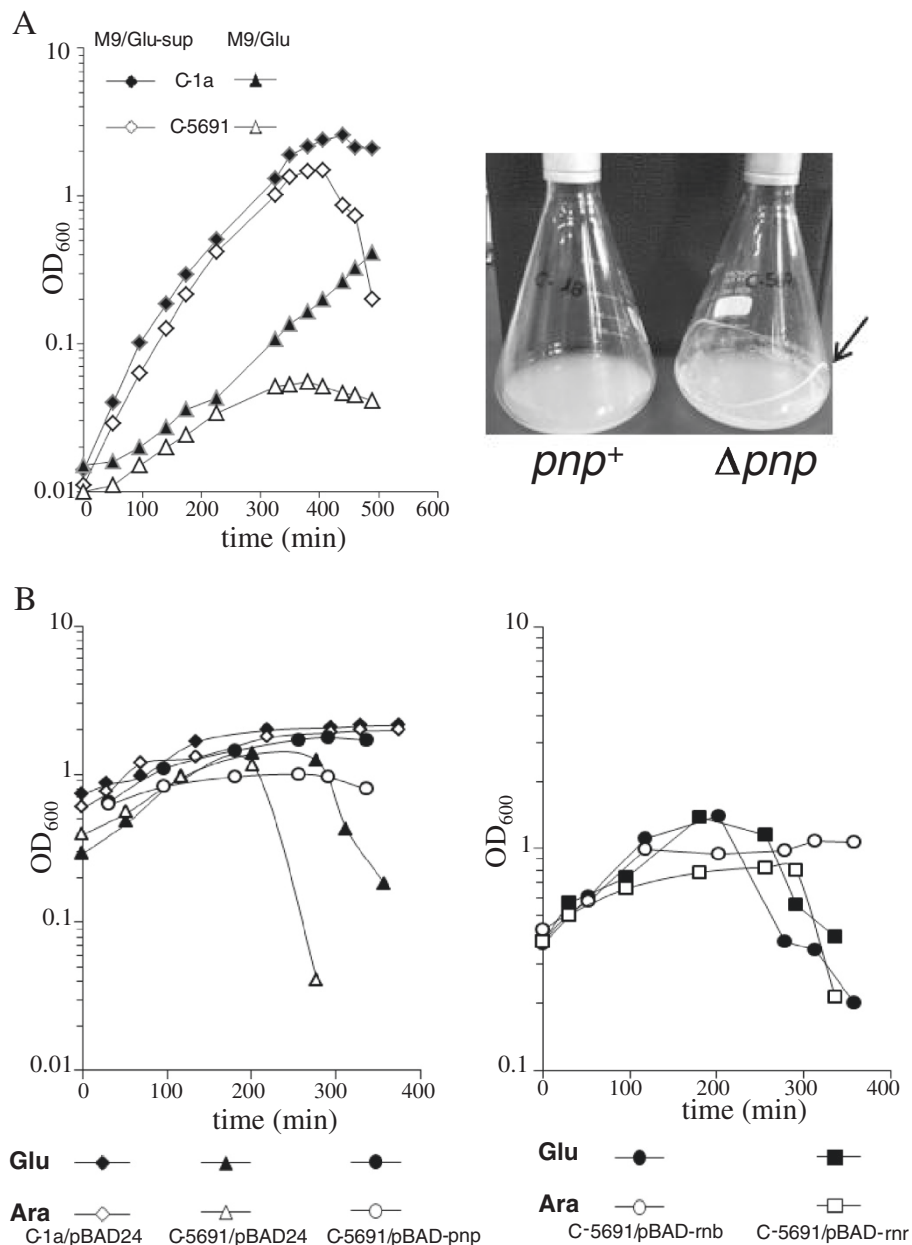 A
M9/Glu-sup M9/Glu
C-1a
C-5691
10
1
0.1
0.01
OD600
0 100 200 300 400 500 600
time (min)
pnp+ Δpnp
B
10
1
0.1
0.01
OD600
0 100 200 300 400
time (min)
10
1
0.1
OD600
0 100 200 300 400
time (min)
Glu
Ara
C-1a/pBAD24 C-5691/pBAD24 C-5691/pBAD-pnp
Glu
Ara
C-5691/pBAD-rnb C-5691/pBAD-rnr